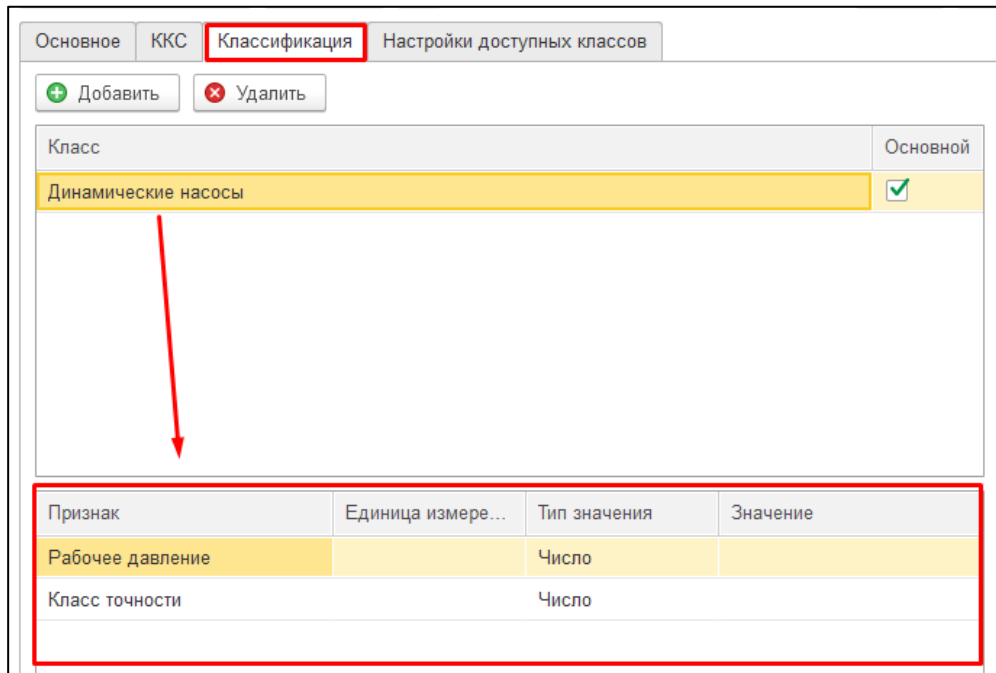 Основное ККС Классификация Настройки доступных классов
Добавить Удалить
Класс Основной
Динамические насосы
Признак Единица измере... Тип значения Значение
Рабочее давление Число
Класс точности Число